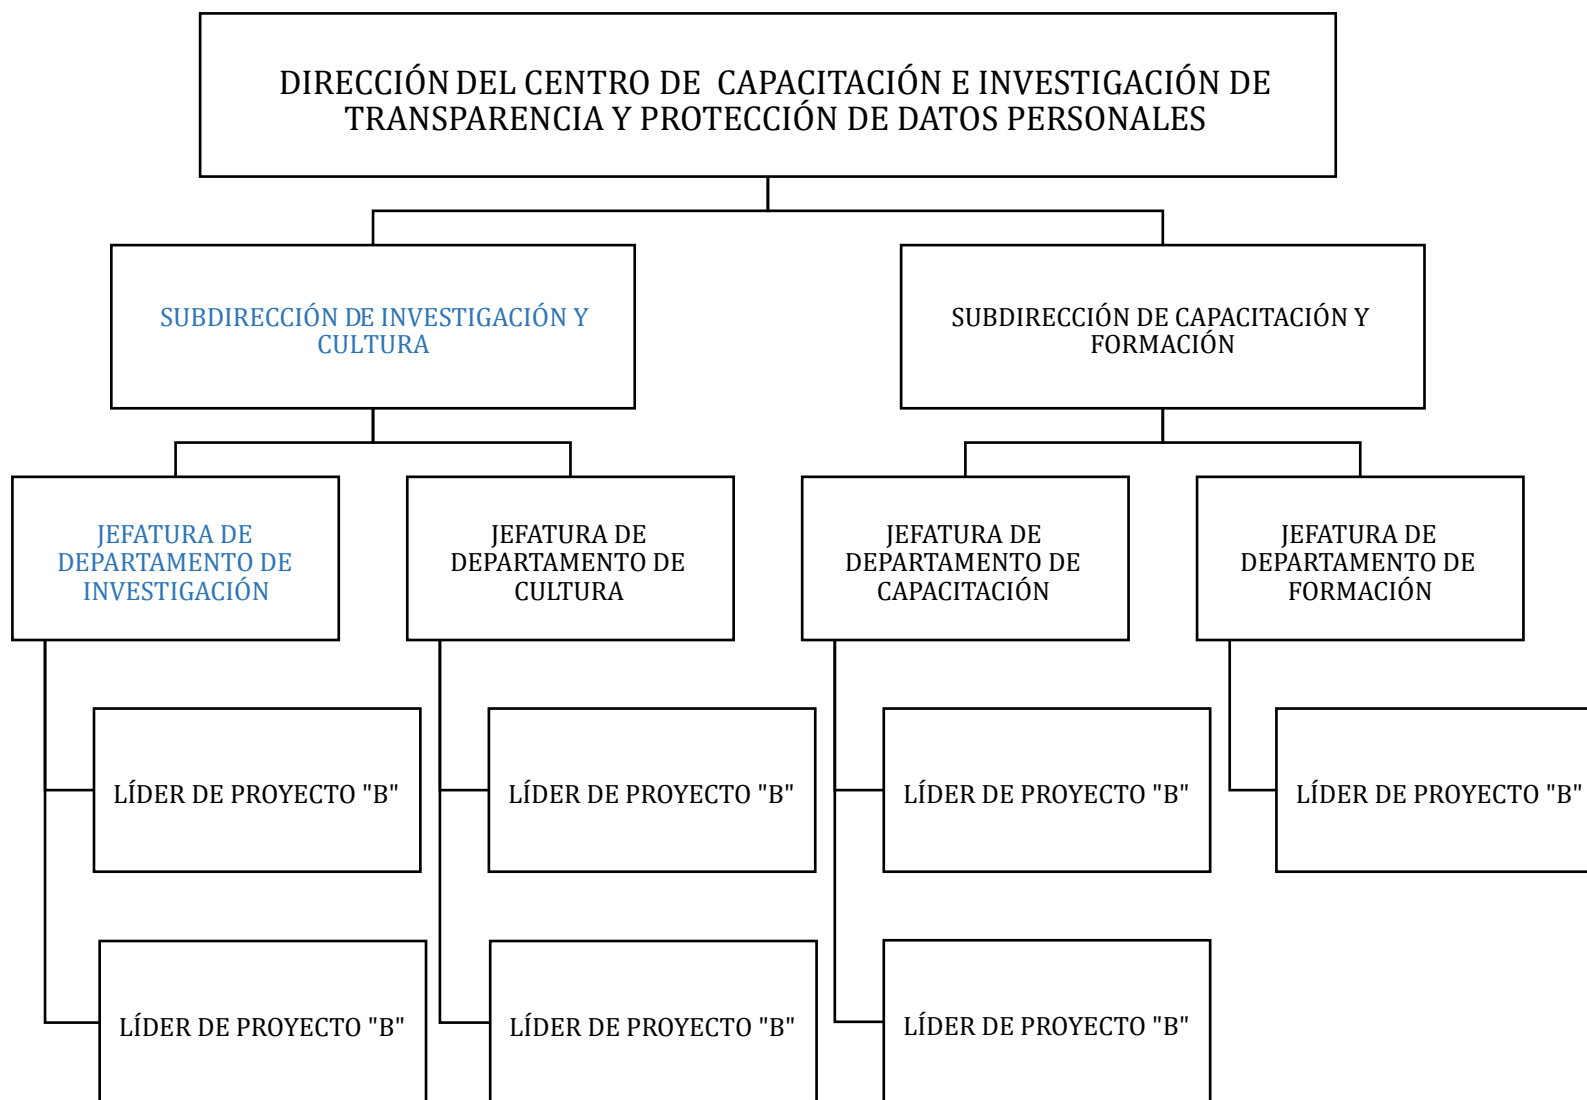 DIRECCIÓN DEL CENTRO DE CAPACITACIÓN E INVESTIGACIÓN DE
TRANSPARENCIA Y PROTECCIÓN DE DATOS PERSONALES
SUBDIRECCIÓN DE INVESTIGACIÓN Y
CULTURA
SUBDIRECCIÓN DE CAPACITACIÓN Y
FORMACIÓN
JEFATURA DE
DEPARTAMENTO DE
INVESTIGACIÓN
JEFATURA DE
DEPARTAMENTO DE
CULTURA
JEFATURA DE
DEPARTAMENTO DE
CAPACITACIÓN
JEFATURA DE
DEPARTAMENTO DE
FORMACIÓN
LÍDER DE PROYECTO "B"
LÍDER DE PROYECTO "B"
LÍDER DE PROYECTO "B"
LÍDER DE PROYECTO "B"
LÍDER DE PROYECTO "B"
LÍDER DE PROYECTO "B"
LÍDER DE PROYECTO "B"